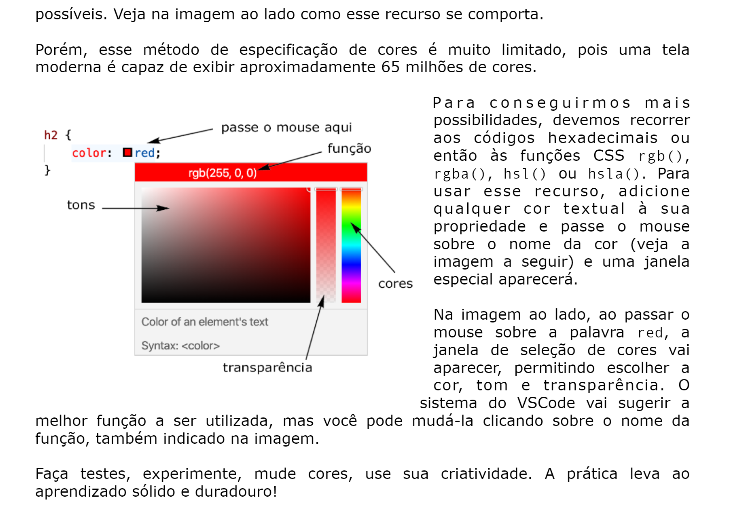 possíveis. Veja na imagem ao lado como esse recurso se comporta.
Porém, esse método de especificação de cores é muito limitado, pois uma tela
moderna é capaz de exibir aproximadamente 65 milhões de cores.
h2 {
color: red;
}
passe o mouse aqui
função
rgb(255, 0, 0)
tons
cores
Color of an element's text
Syntax: <color>
transparência
Para conseguirmos mais
possibilidades, devemos recorrer
aos códigos hexadecimais ou
então às funções CSS rgb(),
rgba(), hsl() ou hsla(). Para
usar esse recurso, adicione
qualquer cor textual à sua
propriedade e passe o mouse
sobre o nome da cor (veja a
imagem a seguir) e uma janela
especial aparecerá.
Na imagem ao lado, ao passar o
mouse sobre a palavra red, a
janela de seleção de cores vai
aparecer, permitindo escolher a
cor, tom e transparência. O
sistema do VSCode vai sugerir a
melhor função a ser utilizada, mas você pode mudá-la clicando sobre o nome da
função, também indicado na imagem.
Faça testes, experimente, mude cores, use sua criatividade. A prática leva ao
aprendizado sólido e duradouro!